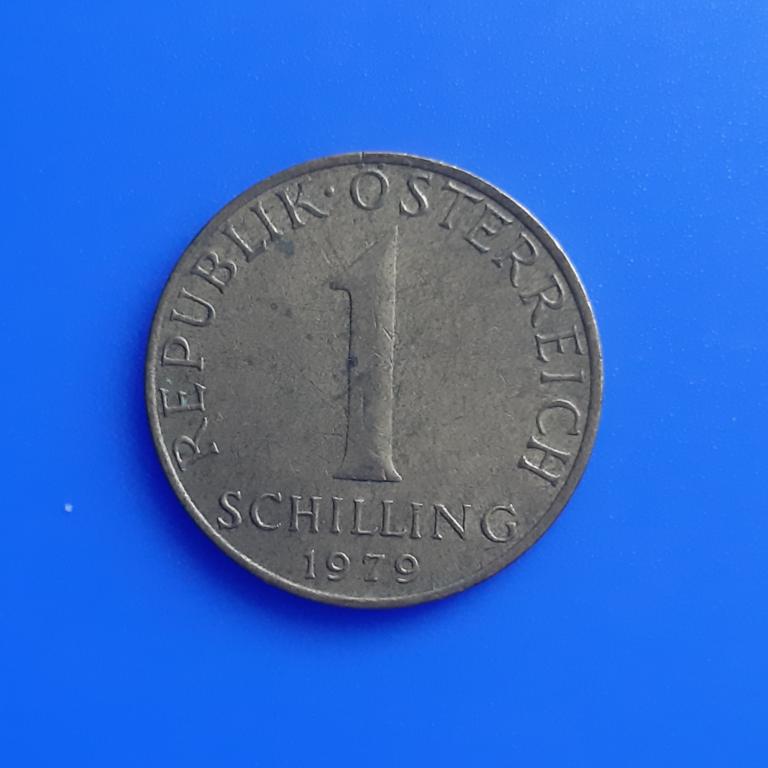 REPUBLIK · ÖSTERREICH
1
SCHILLING
1979